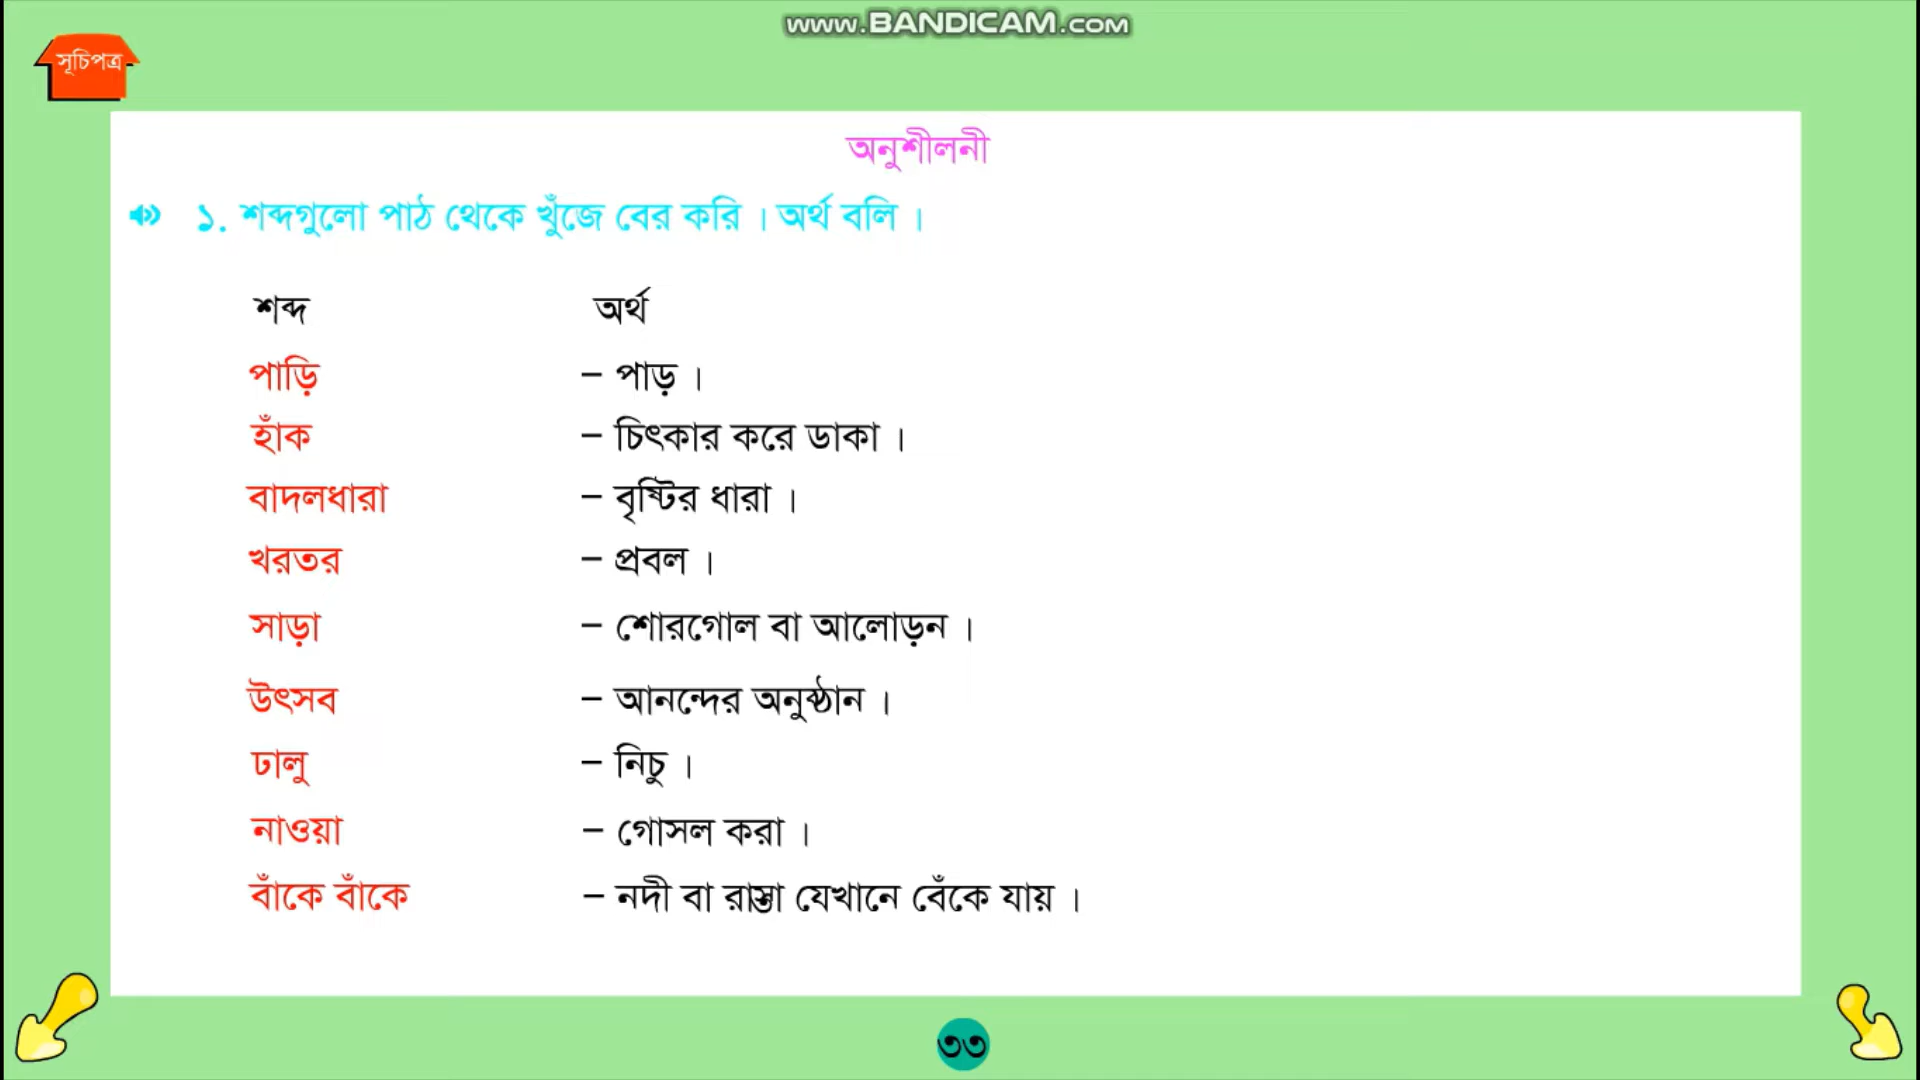 www.BANDICAM.com
সূচিপত্র
অনুশীলনী
১. শব্দগুলো পাঠ থেকে খুঁজে বের করি । অর্থ বলি ।
শব্দ অর্থ
পাড়ি – পাড় ।
হাঁক – চিৎকার করে ডাকা ।
বাদলধারা – বৃষ্টির ধারা ।
খরতর – প্রবল ।
সাড়া – শোরগোল বা আলোড়ন ।
উৎসব – আনন্দের অনুষ্ঠান ।
ঢালু – নিচু ।
নাওয়া – গোসল করা ।
বাঁকে বাঁকে – নদী বা রাস্তা যেখানে বেঁকে যায় ।
৩৩